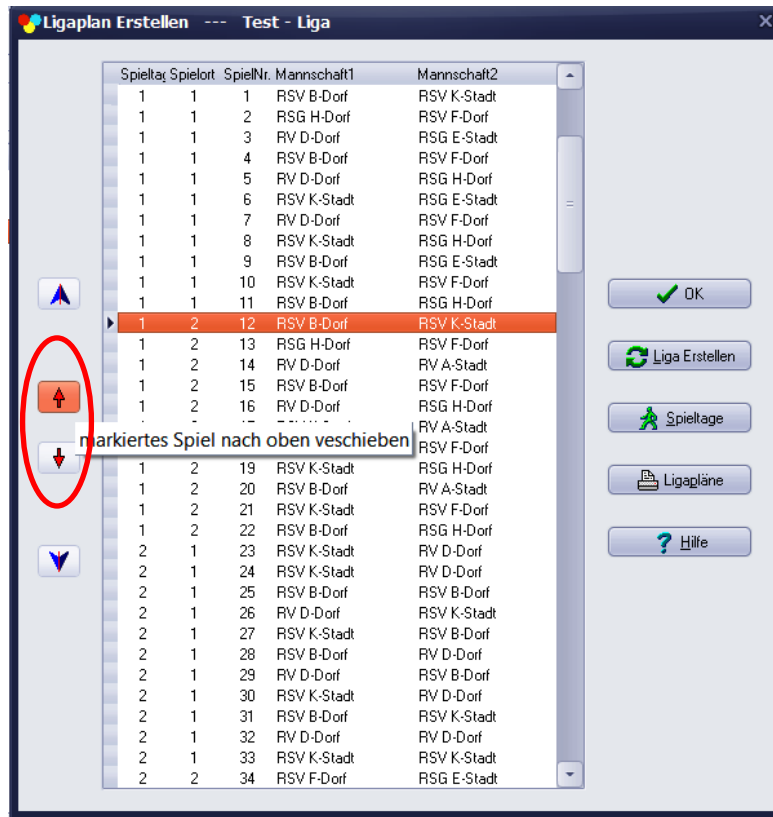 Ligaplan Erstellen --- Test - Liga
Spieltag Spielort SpielNr. Mannschaft1 Mannschaft2
1 1 1 RSV B-Dorf RSV K-Stadt
1 1 2 RSG H-Dorf RSV F-Dorf
1 1 3 RV D-Dorf RSG E-Stadt
1 1 4 RSV B-Dorf RSV F-Dorf
1 1 5 RV D-Dorf RSG H-Dorf
1 1 6 RSV K-Stadt RSG E-Stadt
1 1 7 RV D-Dorf RSV F-Dorf
1 1 8 RSV K-Stadt RSG H-Dorf
1 1 9 RSV B-Dorf RSG E-Stadt
1 1 10 RSV K-Stadt RSV F-Dorf
1 1 11 RSV B-Dorf RSG H-Dorf
1 2 12 RSV B-Dorf RSV K-Stadt
1 2 13 RSG H-Dorf RSV F-Dorf
1 2 14 RV D-Dorf RV A-Stadt
1 2 15 RSV B-Dorf RSV F-Dorf
1 2 16 RV D-Dorf RSG H-Dorf
RV A-Stadt
markiertes Spiel nach oben veschieben
RSV F-Dorf
1 2 19 RSV K-Stadt RSG H-Dorf
1 2 20 RSV B-Dorf RV A-Stadt
1 2 21 RSV K-Stadt RSV F-Dorf
1 2 22 RSV B-Dorf RSG H-Dorf
2 1 23 RSV K-Stadt RV D-Dorf
2 1 24 RSV K-Stadt RV D-Dorf
2 1 25 RSV B-Dorf RSV B-Dorf
2 1 26 RV D-Dorf RSV K-Stadt
2 1 27 RSV K-Stadt RSV B-Dorf
2 1 28 RSV B-Dorf RV D-Dorf
2 1 29 RV D-Dorf RSV B-Dorf
2 1 30 RSV K-Stadt RV D-Dorf
2 1 31 RSV B-Dorf RSV K-Stadt
2 1 32 RV D-Dorf RV D-Dorf
2 1 33 RSV K-Stadt RSV K-Stadt
2 2 34 RSV F-Dorf RSG E-Stadt
OK
Liga Erstellen
Spieltage
Ligapläne
Hilfe